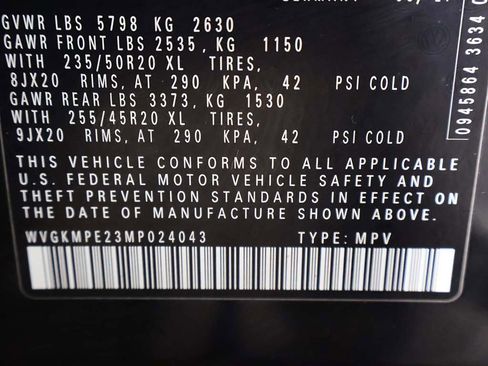 GVWR LBS 5798 KG 2630
GAWR FRONT LBS 2535, KG 1150
WITH 235/50R20 XL TIRES,
8JX20 RIMS, AT 290 KPA, 42 PSI COLD
GAWR REAR LBS 3373, KG 1530
WITH 255/45R20 XL TIRES,
9JX20 RIMS, AT 290 KPA, 42 PSI COLD
THIS VEHICLE CONFORMS TO ALL APPLICABLE
U.S. FEDERAL MOTOR VEHICLE SAFETY AND
THEFT PREVENTION STANDARDS IN EFFECT ON
DATE OF MANUFACTURE SHOWN ABOVE.
WVGKMPE23MP024043 TYPE: MPV
0945864 3634